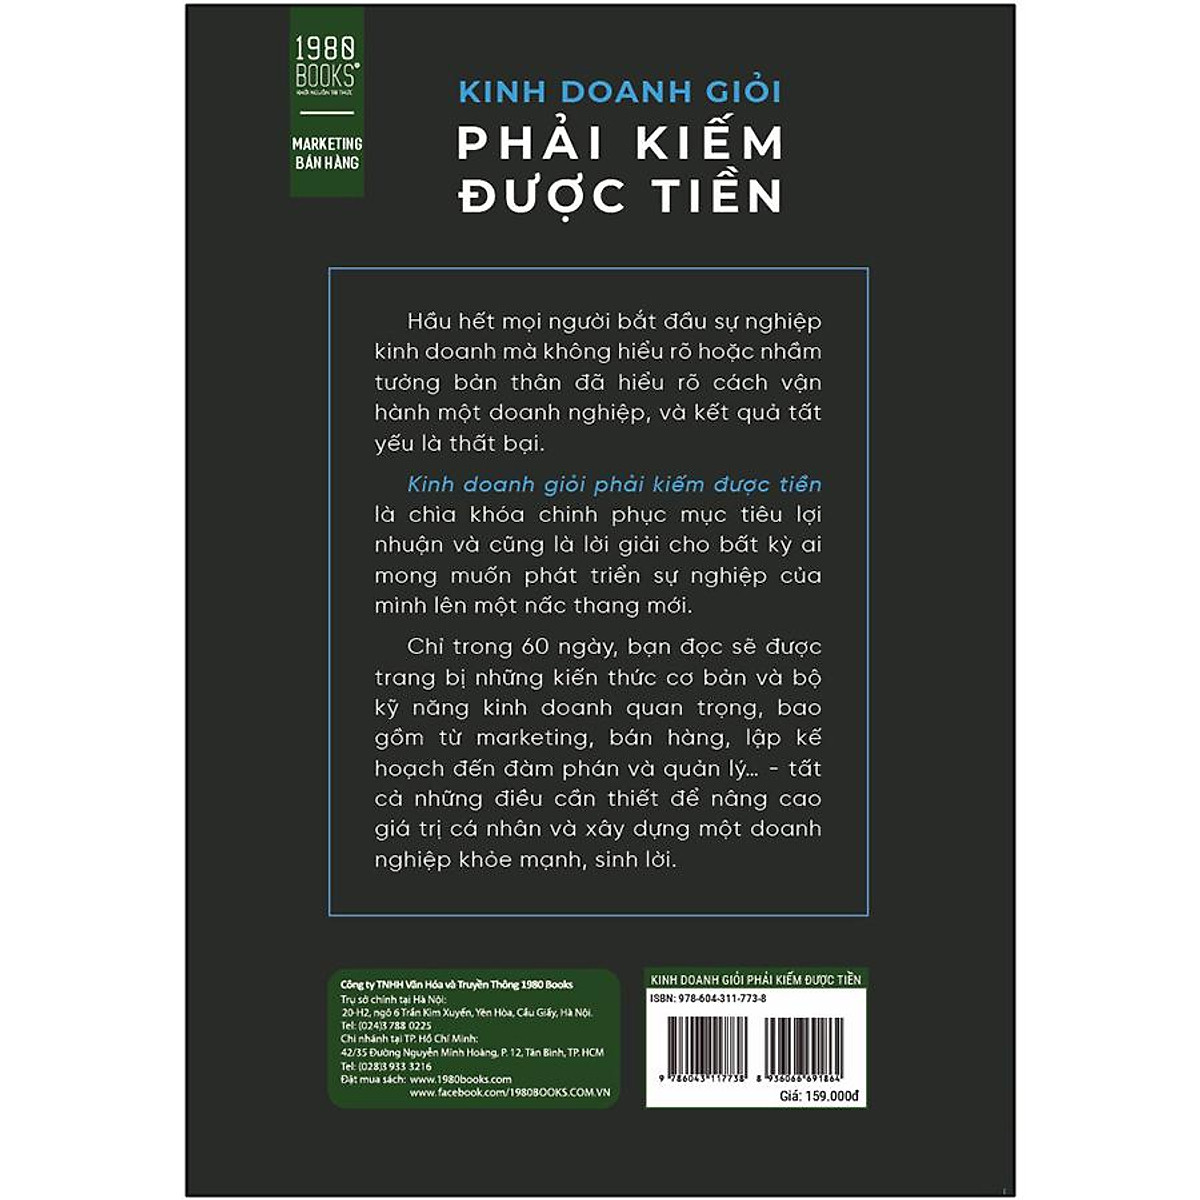 1980
BOOKS®
KHƠI NGUỒN TRI THỨC
MARKETING
BÁN HÀNG
KINH DOANH GIỎI
PHẢI KIẾM
ĐƯỢC TIỀN
Hầu hết mọi người bắt đầu sự nghiệp
kinh doanh mà không hiểu rõ hoặc nhầm
tưởng bản thân đã hiểu rõ cách vận
hành một doanh nghiệp, và kết quả tất
yếu là thất bại.
Kinh doanh giỏi phải kiếm được tiền
là chìa khóa chinh phục mục tiêu lợi
nhuận và cũng là lời giải cho bất kỳ ai
mong muốn phát triển sự nghiệp của
mình lên một nấc thang mới.
Chỉ trong 60 ngày, bạn đọc sẽ được
trang bị những kiến thức cơ bản và bộ
kỹ năng kinh doanh quan trọng, bao
gồm từ marketing, bán hàng, lập kế
hoạch đến đàm phán và quản lý... - tất
cả những điều cần thiết để nâng cao
giá trị cá nhân và xây dựng một doanh
nghiệp khỏe mạnh, sinh lời.
Công ty TNHH Văn Hóa và Truyền Thông 1980 Books
Trụ sở chính tại Hà Nội:
20-H2, ngõ 6 Trần Kim Xuyến, Yên Hòa, Cầu Giấy, Hà Nội.
Tel: (024)3 788 0225
Chi nhánh tại TP. Hồ Chí Minh:
42/35 Đường Nguyễn Minh Hoàng, P. 12, Tân Bình, TP. HCM
Tel: (028)3 933 3216
Đặt mua sách: www.1980books.com
www.facebook.com/1980BOOKS.COM.VN
KINH DOANH GIỎI PHẢI KIẾM ĐƯỢC TIỀN
ISBN: 978-604-311-773-8
9 786043 117738
8 936066 691864
Giá: 159.000đ